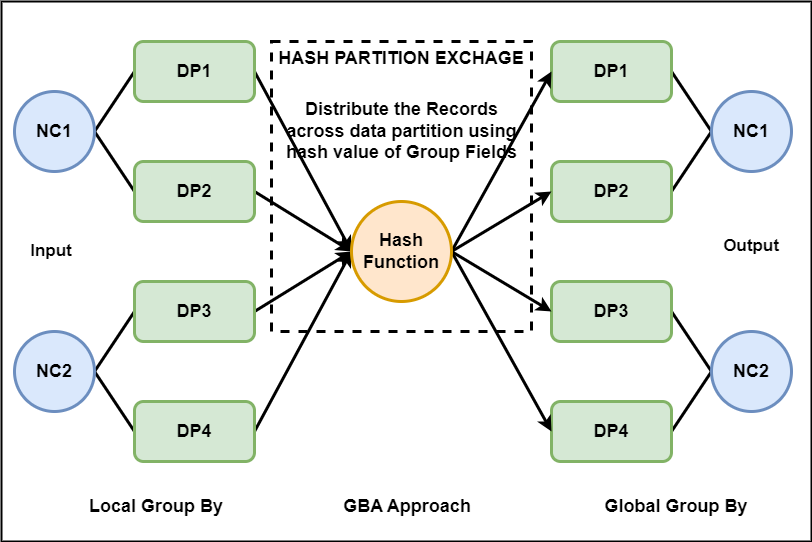 DP1
HASH PARTITION EXCHAGE
DP1
Distribute the Records
across data partition using
hash value of Group Fields
NC1
NC1
DP2
DP2
Hash
Function
Input
Output
DP3
DP3
NC2
NC2
DP4
DP4
Local Group By
GBA Approach
Global Group By